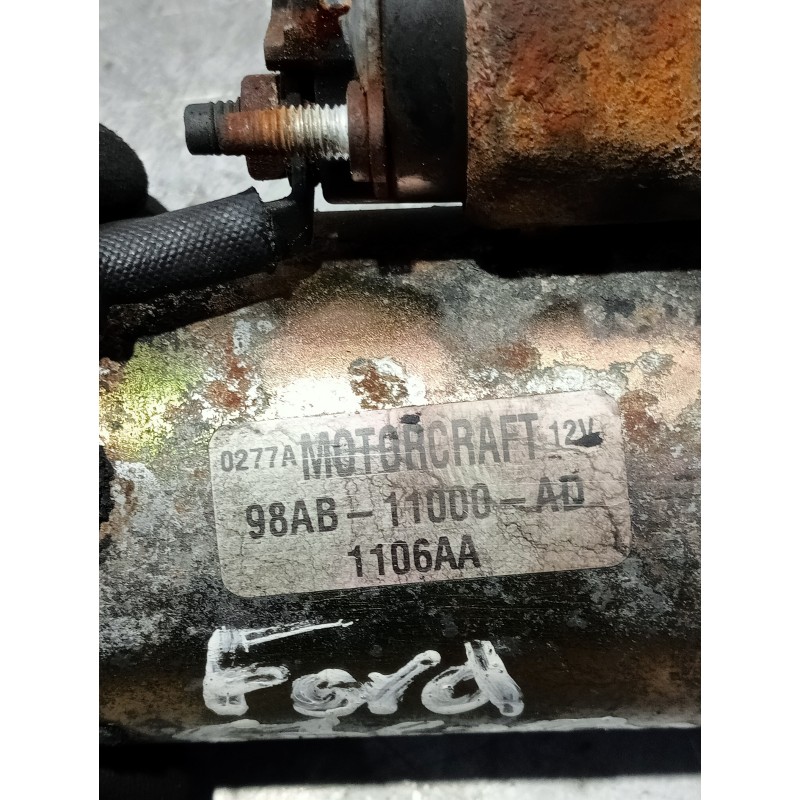 0277A MOTORCRAFT 12V
98AB-11000-AD
1106AA
Ford